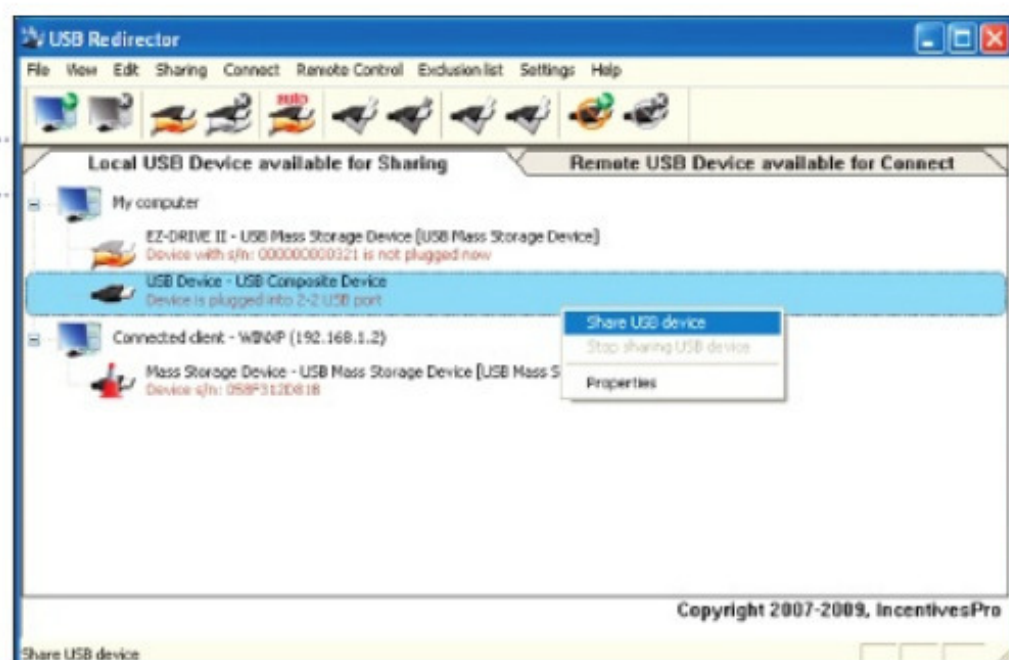 USB Redirector
File View Edit Sharing Connect Remote Control Exclusion list Settings Help
auto
Local USB Device available for Sharing Remote USB Device available for Connect
My computer
EZ-DRIVE II - USB Mass Storage Device [USB Mass Storage Device]
Device with s/n: 000000000321 is not plugged now
USB Device - USB Composite Device
Device is plugged into 2-2 USB port
Share USB device
Stop sharing USB device
Properties
Connected client - WINXP (192.168.1.2)
Mass Storage Device - USB Mass Storage Device [USB Mass S
Device s/n: 058F312D81B
Copyright 2007-2009, IncentivesPro
Share USB device